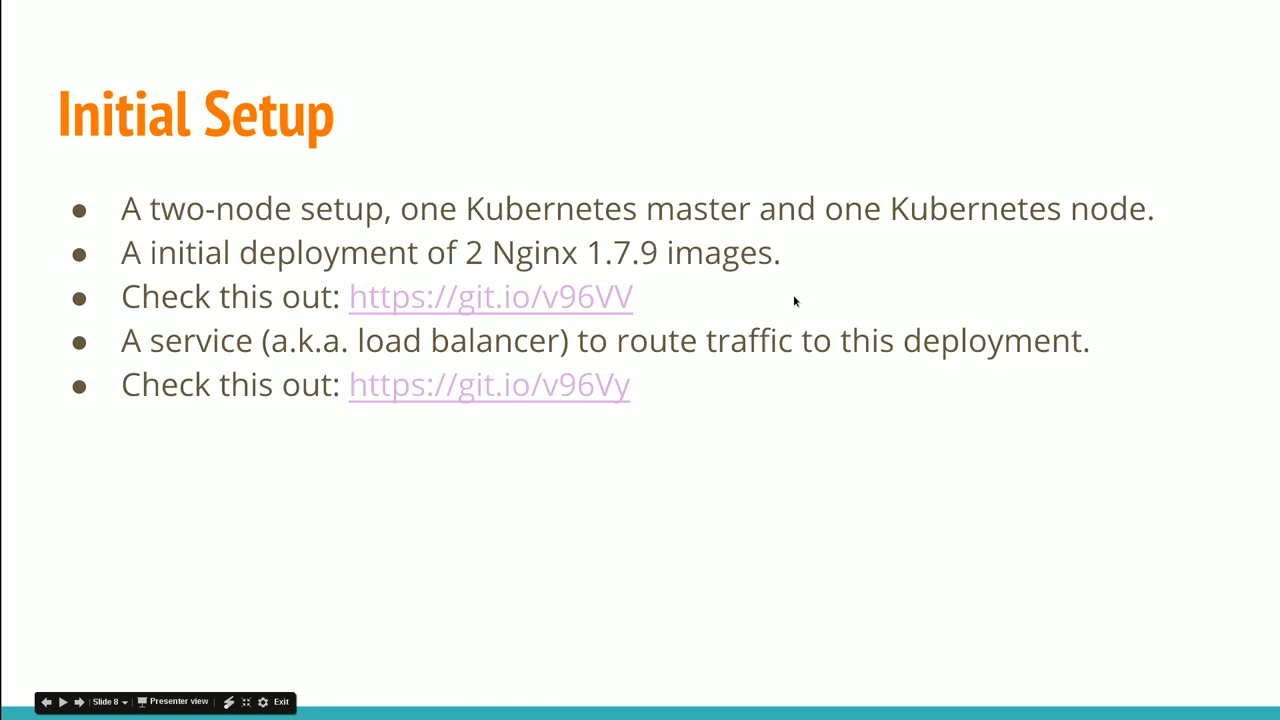 Initial Setup
● A two-node setup, one Kubernetes master and one Kubernetes node.
● A initial deployment of 2 Nginx 1.7.9 images.
● Check this out: https://git.io/v96VV
● A service (a.k.a. load balancer) to route traffic to this deployment.
● Check this out: https://git.io/v96Vy
Slide 8 Presenter view Exit